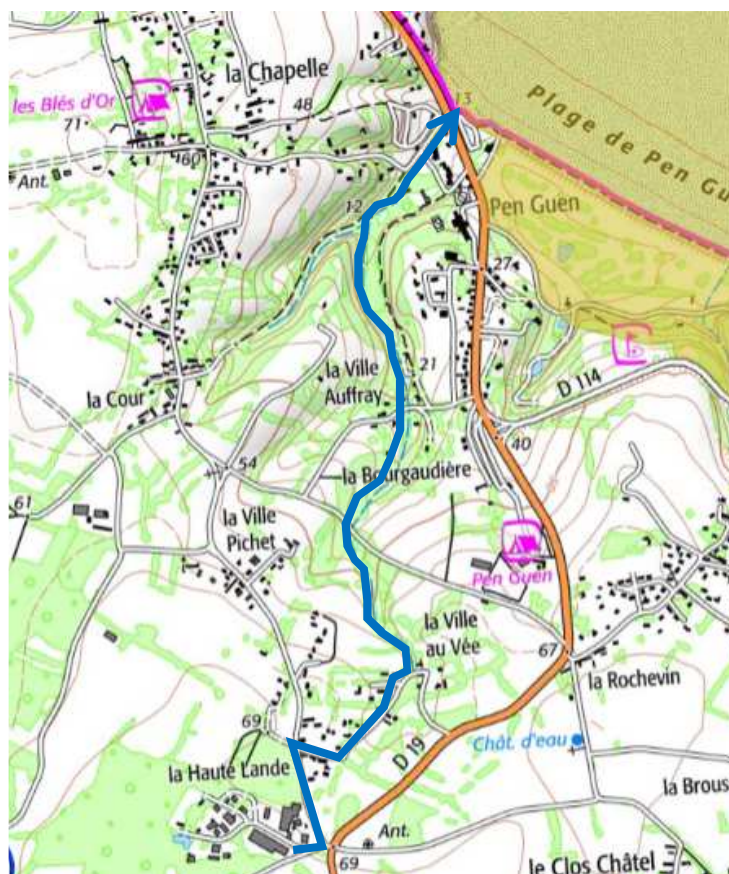 la Chapelle
13
les Blés d'Or
48
Plage de Pen Gu
71
60
Ant.
12
Pen Guen
27
la Ville
Auffray
21
la Cour
D 114
40
54
la Bourgaudière
61
la Ville
Pichet
Pen Guen
la Ville
au Vée
67
la Rochevin
69
Chât. d'eau
D 19
la Haute Lande
la Brous
Ant.
69
le Clos Châtel